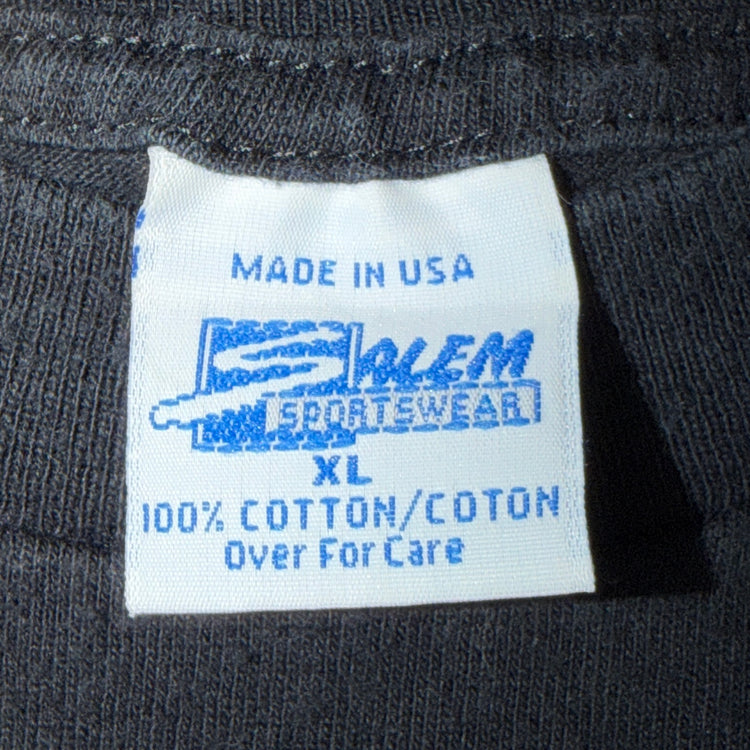 MADE IN USA
SALEM
SPORTSWEAR
XL
100% COTTON/COTON
Over For Care